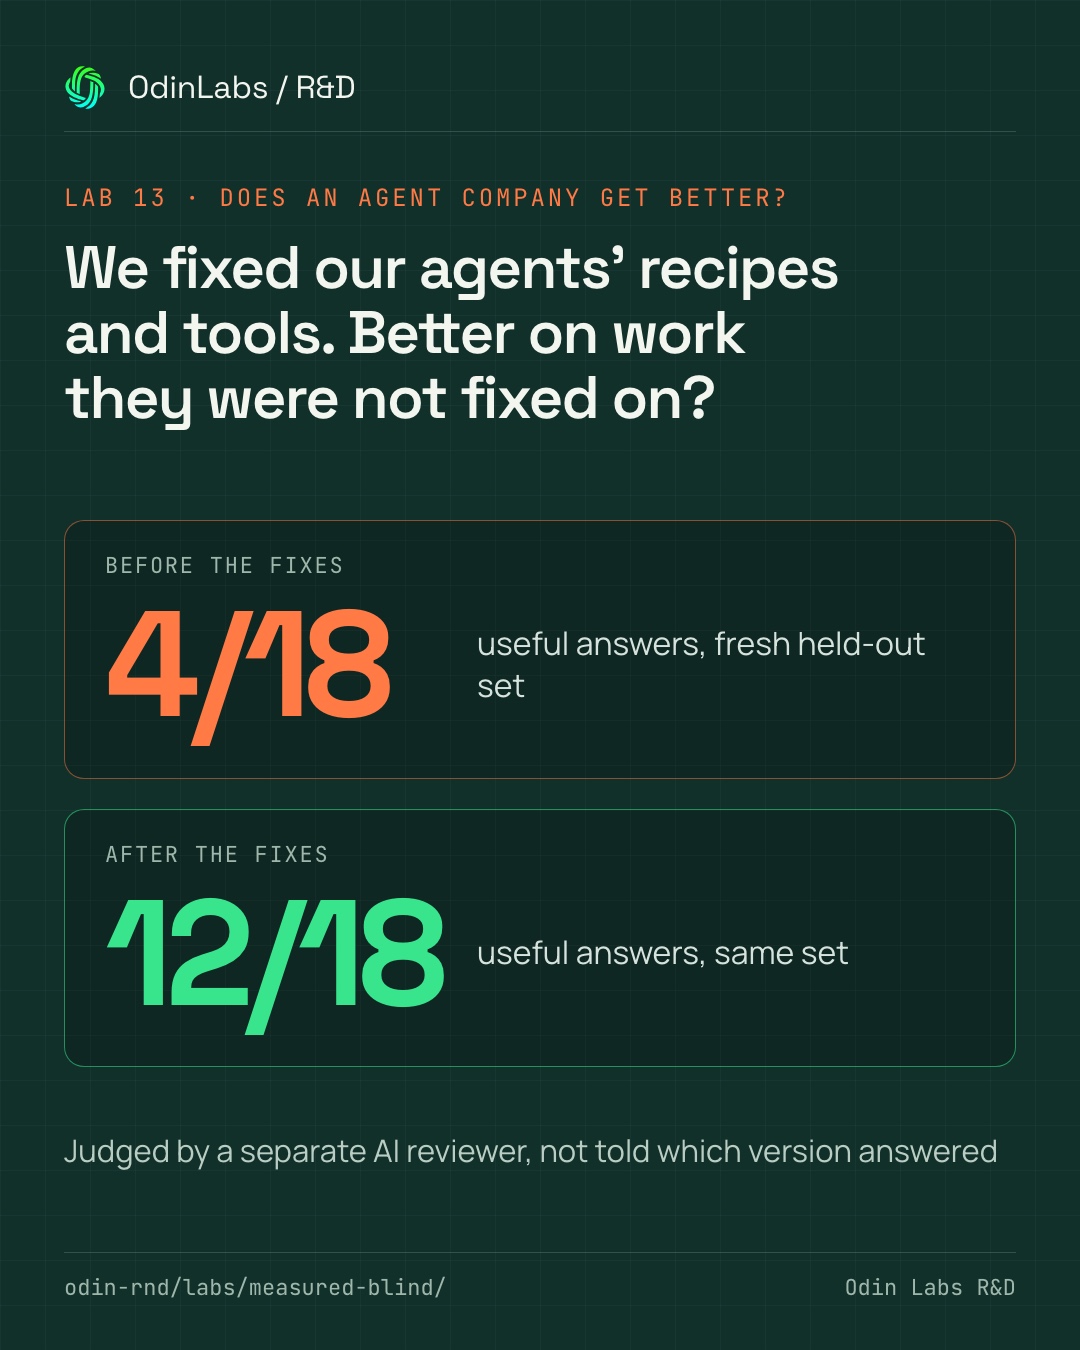 OdinLabs / R&D
LAB 13 · DOES AN AGENT COMPANY GET BETTER?
We fixed our agents’ recipes
and tools. Better on work
they were not fixed on?
BEFORE THE FIXES
4/18
useful answers, fresh held-out
set
AFTER THE FIXES
12/18
useful answers, same set
Judged by a separate AI reviewer, not told which version answered
odin-rnd/labs/measured-blind/
Odin Labs R&D